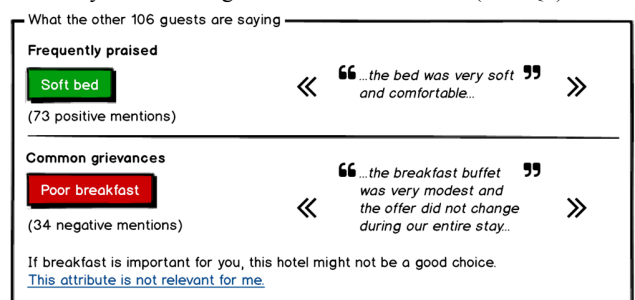 What the other 106 guests are saying
Frequently praised
Soft bed
(73 positive mentions)
“ ...the bed was very soft ”
and comfortable...
Common grievances
Poor breakfast
(34 negative mentions)
“ ...the breakfast buffet ”
was very modest and
the offer did not change
during our entire stay...
If breakfast is important for you, this hotel might not be a good choice.
This attribute is not relevant for me.